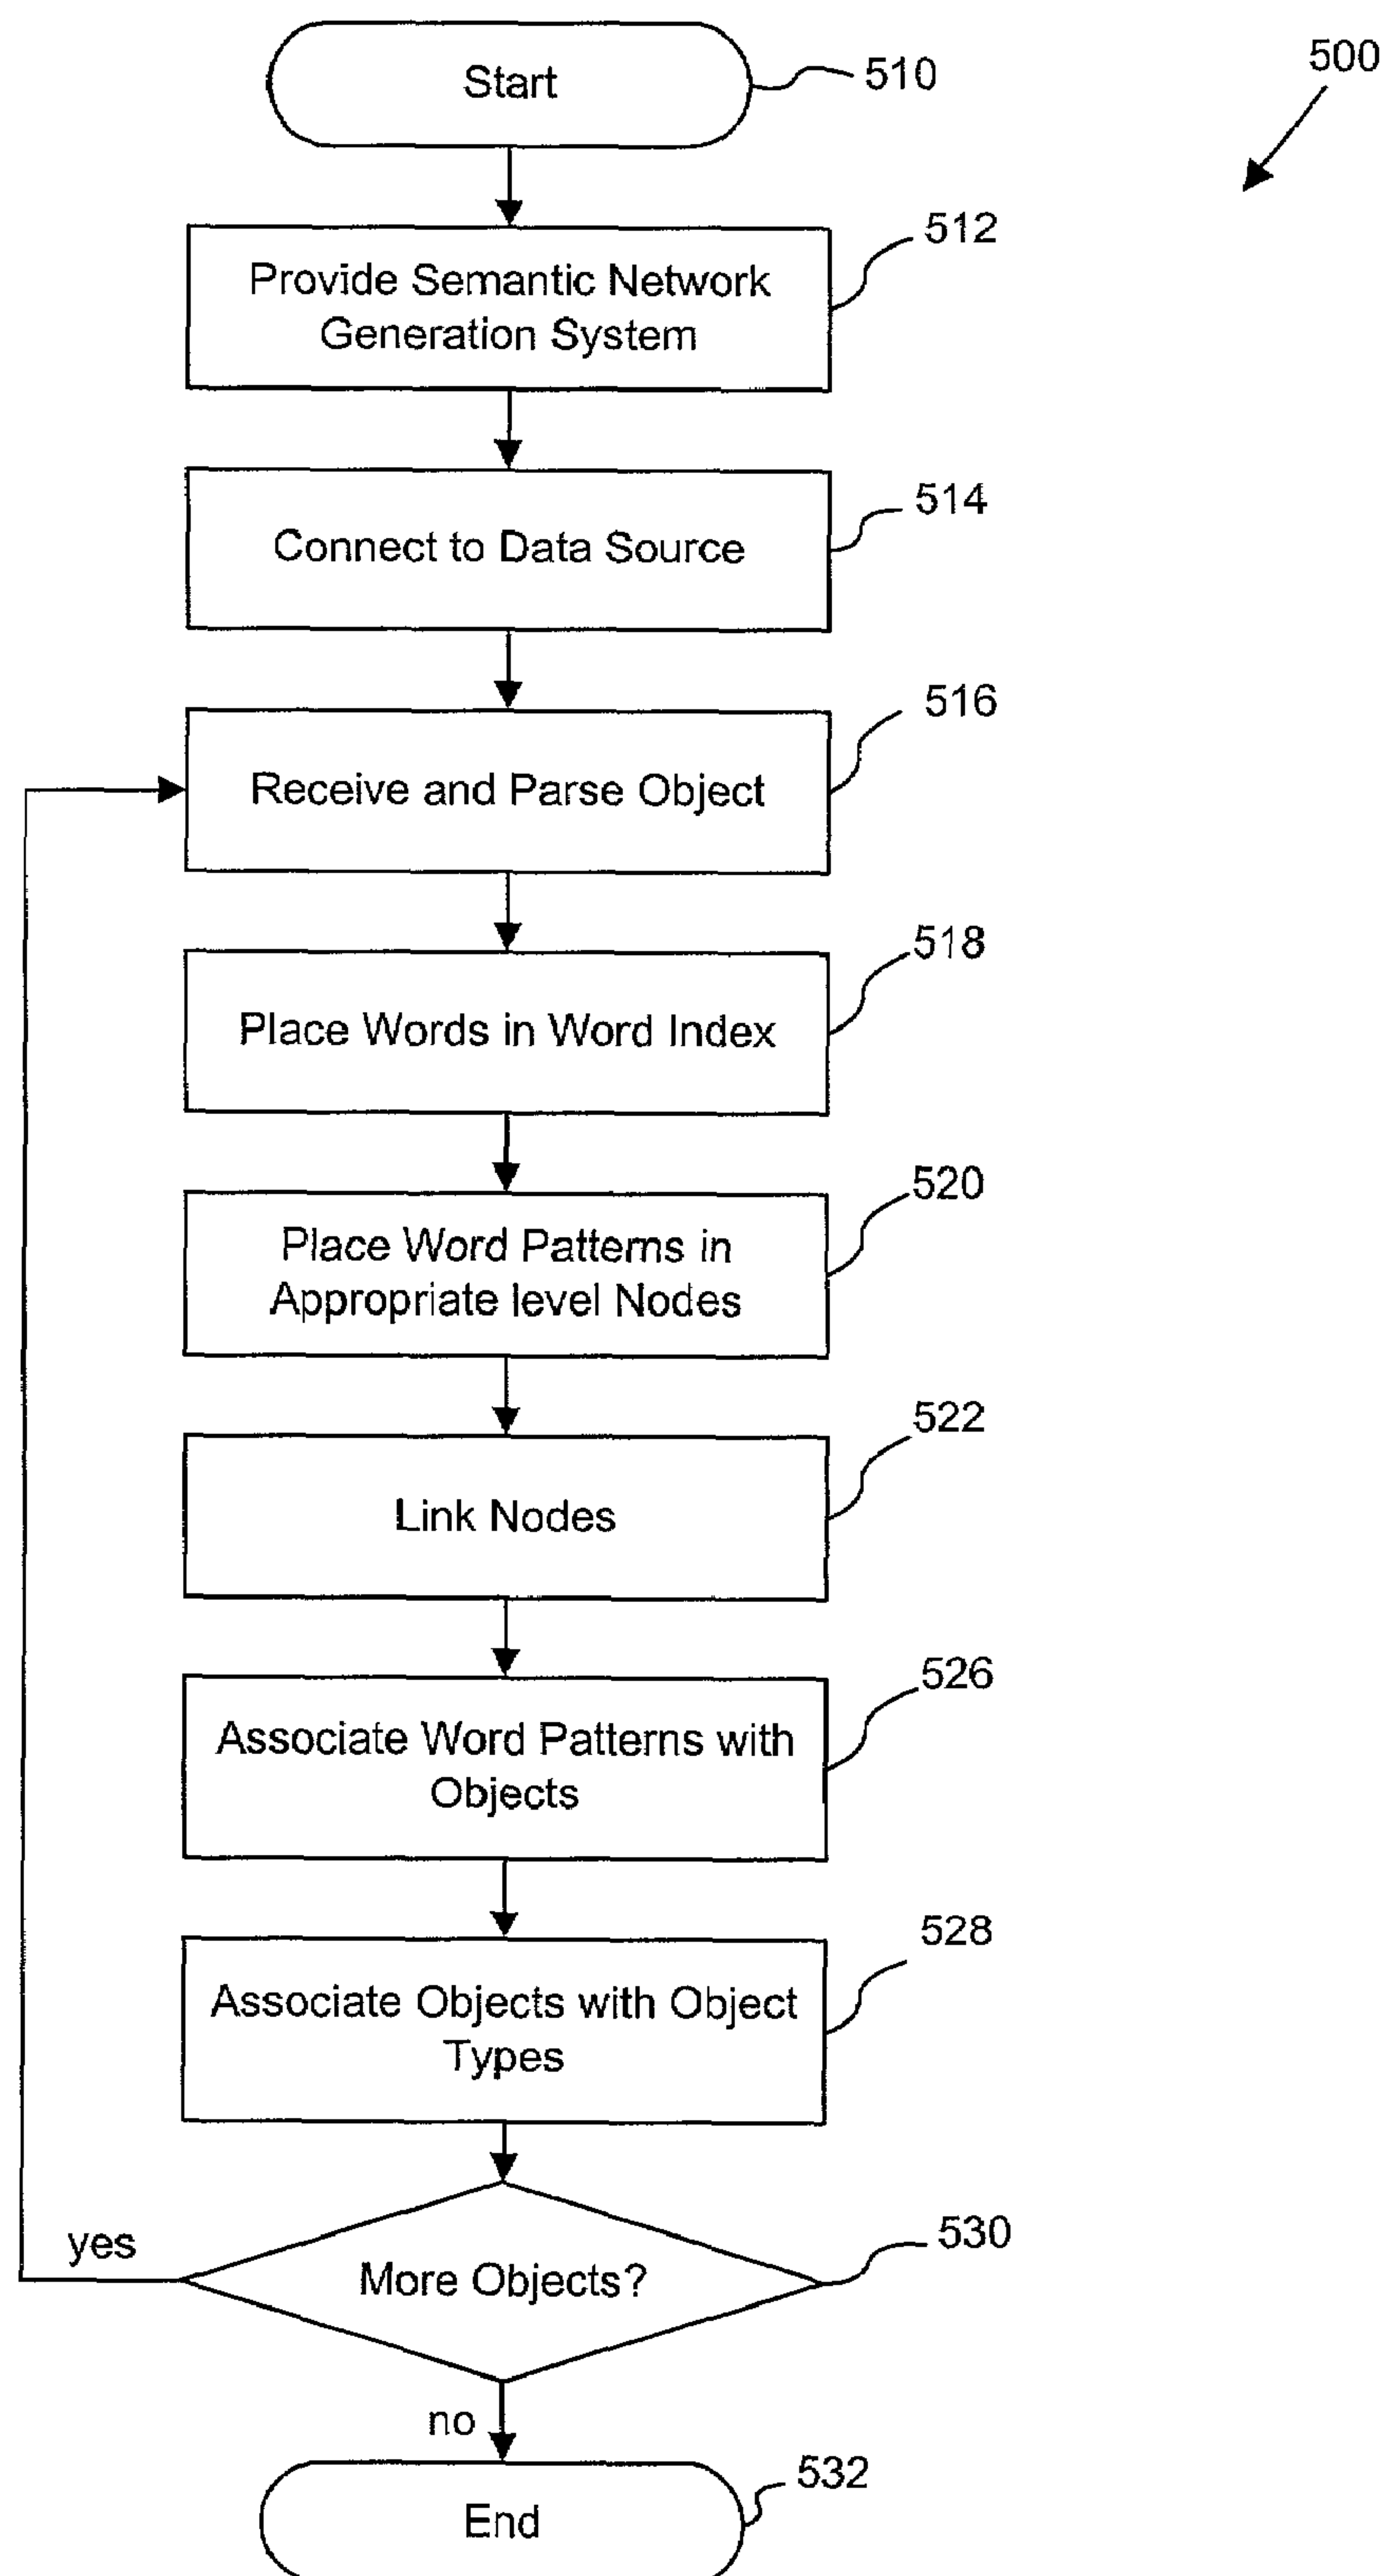 Start
510
500
512
Provide Semantic Network
Generation System
514
Connect to Data Source
516
Receive and Parse Object
518
Place Words in Word Index
520
Place Word Patterns in
Appropriate level Nodes
522
Link Nodes
526
Associate Word Patterns with
Objects
528
Associate Objects with Object
Types
530
yes
More Objects?
no
532
End